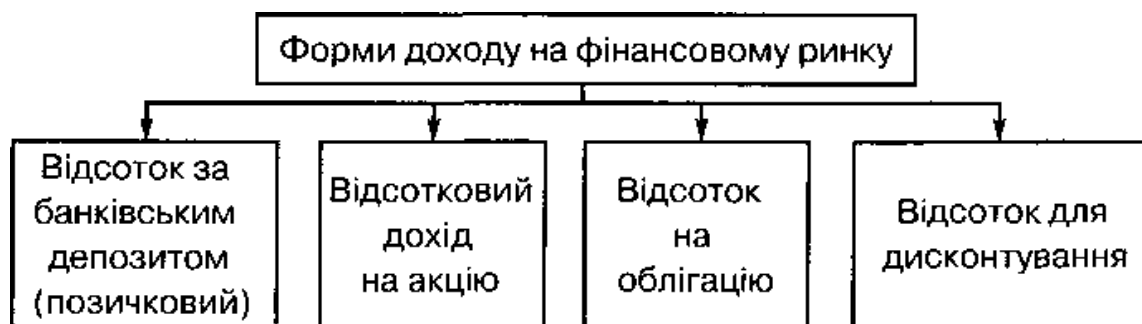 Форми доходу на фінансовому ринку
Відсоток за
банківським
депозитом
(позичковий)
Відсотковий
дохід
на акцію
Відсоток
на
облігацію
Відсоток для
дисконтування